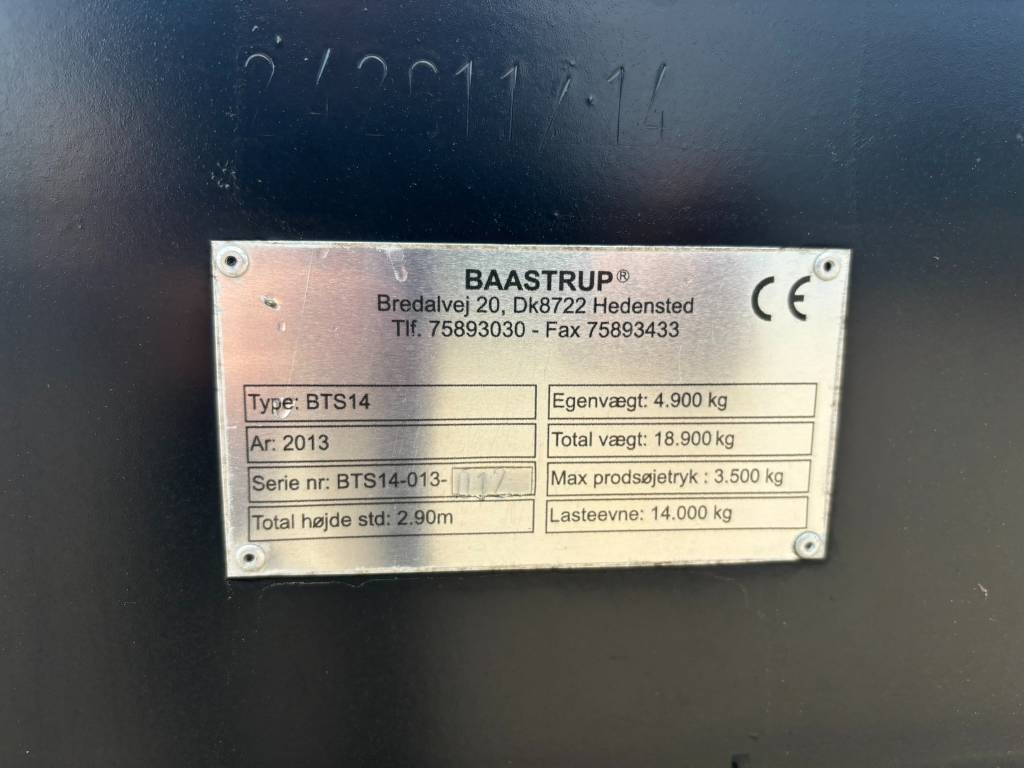 BAASTRUP®
Bredalvej 20, Dk8722 Hedensted
Tlf. 75893030 - Fax 75893433
CE
Type: BTS14
Egenvægt: 4.900 kg
Ar: 2013
Total vægt: 18.900 kg
Serie nr: BTS14-013-
Max prodsøjetryk : 3.500 kg
Total højde std: 2.90m
Lasteevne: 14.000 kg